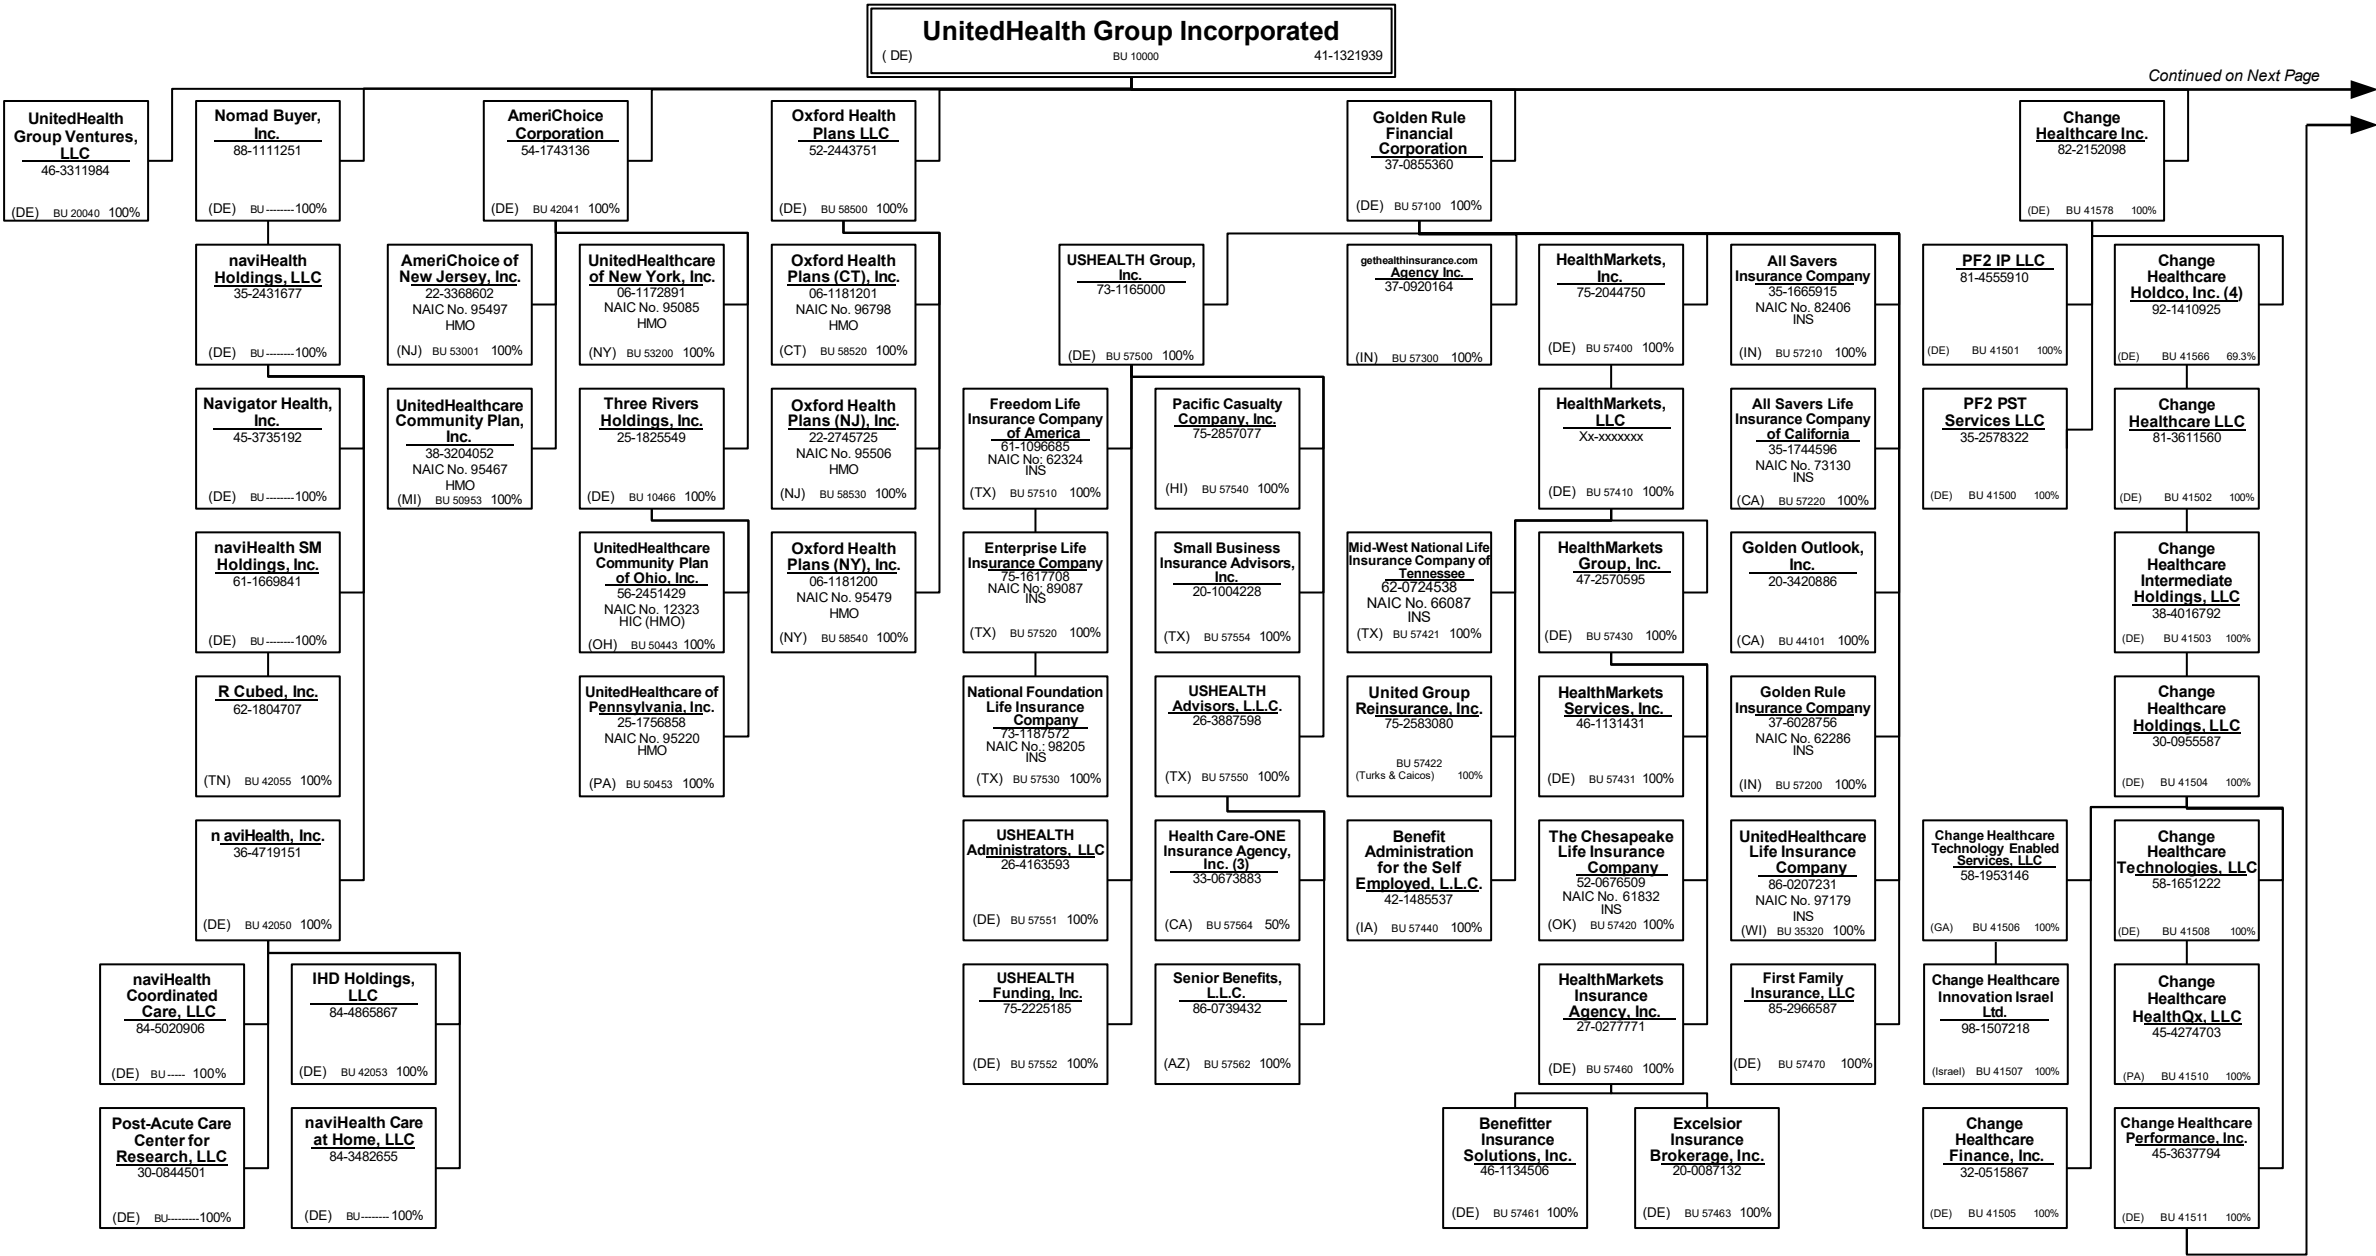 UnitedHealth Group Incorporated
( DE) BU 10000 41-1321939
Continued on Next Page
UnitedHealth
Group Ventures,
LLC
46-3311984
(DE) BU 20040 100%
Nomad Buyer,
Inc.
88-1111251
(DE) BU -------- 100%
AmeriChoice
Corporation
54-1743136
(DE) BU 42041 100%
Oxford Health
Plans LLC
52-2443751
(DE) BU 58500 100%
Golden Rule
Financial
Corporation
37-0855360
(DE) BU 57100 100%
Change
Healthcare Inc.
82-2152098
(DE) BU 41578 100%
naviHealth
Holdings, LLC
35-2431677
(DE) BU -------- 100%
AmeriChoice of
New Jersey, Inc.
22-3368602
NAIC No. 95497
HMO
(NJ) BU 53001 100%
UnitedHealthcare
of New York, Inc.
06-1172891
NAIC No. 95085
HMO
(NY) BU 53200 100%
Oxford Health
Plans (CT), Inc.
06-1181201
NAIC No. 96798
HMO
(CT) BU 58520 100%
USHEALTH Group,
Inc.
73-1165000
(DE) BU 57500 100%
gethealthinsurance.com
Agency Inc.
37-0920164
(IN) BU 57300 100%
HealthMarkets,
Inc.
75-2044750
(DE) BU 57400 100%
All Savers
Insurance Company
35-1665915
NAIC No. 82406
INS
(IN) BU 57210 100%
PF2 IP LLC
81-4555910
(DE) BU 41501 100%
Change
Healthcare
Holdco, Inc. (4)
92-1410925
(DE) BU 41566 69.3%
Navigator Health,
Inc.
45-3735192
(DE) BU -------- 100%
UnitedHealthcare
Community Plan,
Inc.
38-3204052
NAIC No. 95467
HMO
(MI) BU 50953 100%
Three Rivers
Holdings, Inc.
25-1825549
(DE) BU 10466 100%
Oxford Health
Plans (NJ), Inc.
22-2745725
NAIC No. 95506
HMO
(NJ) BU 58530 100%
Freedom Life
Insurance Company
of America
61-1096685
NAIC No: 62324
INS
(TX) BU 57510 100%
Pacific Casualty
Company, Inc.
75-2857077
(HI) BU 57540 100%
HealthMarkets,
LLC
Xx-xxxxxxx
(DE) BU 57410 100%
All Savers Life
Insurance Company
of California
35-1744596
NAIC No. 73130
INS
(CA) BU 57220 100%
PF2 PST
Services LLC
35-2578322
(DE) BU 41500 100%
Change
Healthcare LLC
81-3611560
(DE) BU 41502 100%
naviHealth SM
Holdings, Inc.
61-1669841
(DE) BU -------- 100%
UnitedHealthcare
Community Plan
of Ohio, Inc.
56-2451429
NAIC No. 12323
HIC (HMO)
(OH) BU 50443 100%
Oxford Health
Plans (NY), Inc.
06-1181200
NAIC No. 95479
HMO
(NY) BU 58540 100%
Enterprise Life
Insurance Company
75-1617708
NAIC No: 89087
INS
(TX) BU 57520 100%
Small Business
Insurance Advisors,
Inc.
20-1004228
(TX) BU 57554 100%
Mid-West National Life
Insurance Company of
Tennessee
62-0724538
NAIC No. 66087
INS
(TX) BU 57421 100%
HealthMarkets
Group, Inc.
47-2570595
(DE) BU 57430 100%
Golden Outlook,
Inc.
20-3420886
(CA) BU 44101 100%
Change
Healthcare
Intermediate
Holdings, LLC
38-4016792
(DE) BU 41503 100%
R Cubed, Inc.
62-1804707
(TN) BU 42055 100%
UnitedHealthcare of
Pennsylvania, Inc.
25-1756858
NAIC No. 95220
HMO
(PA) BU 50453 100%
National Foundation
Life Insurance
Company
73-1187572
NAIC No.: 98205
INS
(TX) BU 57530 100%
USHEALTH
Advisors, L.L.C.
26-3887598
(TX) BU 57550 100%
United Group
Reinsurance, Inc.
75-2583080
BU 57422
(Turks & Caicos) 100%
HealthMarkets
Services, Inc.
46-1131431
(DE) BU 57431 100%
Golden Rule
Insurance Company
37-6028756
NAIC No. 62286
INS
(IN) BU 57200 100%
Change
Healthcare
Holdings, LLC
30-0955587
(DE) BU 41504 100%
n aviHealth, Inc.
36-4719151
(DE) BU 42050 100%
USHEALTH
Administrators, LLC
26-4163593
(DE) BU 57551 100%
Health Care-ONE
Insurance Agency,
Inc. (3)
33-0673883
(CA) BU 57564 50%
Benefit
Administration
for the Self
Employed, L.L.C.
42-1485537
(IA) BU 57440 100%
The Chesapeake
Life Insurance
Company
52-0676509
NAIC No. 61832
INS
(OK) BU 57420 100%
UnitedHealthcare
Life Insurance
Company
86-0207231
NAIC No. 97179
INS
(WI) BU 35320 100%
Change Healthcare
Technology Enabled
Services, LLC
58-1953146
(GA) BU 41506 100%
Change
Healthcare
Technologies, LLC
58-1651222
(DE) BU 41508 100%
naviHealth
Coordinated
Care, LLC
84-5020906
(DE) BU ----- 100%
IHD Holdings,
LLC
84-4865867
(DE) BU 42053 100%
USHEALTH
Funding, Inc.
75-2225185
(DE) BU 57552 100%
Senior Benefits,
L.L.C.
86-0739432
(AZ) BU 57562 100%
HealthMarkets
Insurance
Agency, Inc.
27-0277771
(DE) BU 57460 100%
First Family
Insurance, LLC
85-2966587
(DE) BU 57470 100%
Change Healthcare
Innovation Israel
Ltd.
98-1507218
(Israel) BU 41507 100%
Change
Healthcare
HealthQx, LLC
45-4274703
(PA) BU 41510 100%
Post-Acute Care
Center for
Research, LLC
30-0844501
(DE) BU--------- 100%
naviHealth Care
at Home, LLC
84-3482655
(DE) BU-------- 100%
Benefitter
Insurance
Solutions, Inc.
46-1134506
(DE) BU 57461 100%
Excelsior
Insurance
Brokerage, Inc.
20-0087132
(DE) BU 57463 100%
Change
Healthcare
Finance, Inc.
32-0515867
(DE) BU 41505 100%
Change Healthcare
Performance, Inc.
45-3637794
(DE) BU 41511 100%